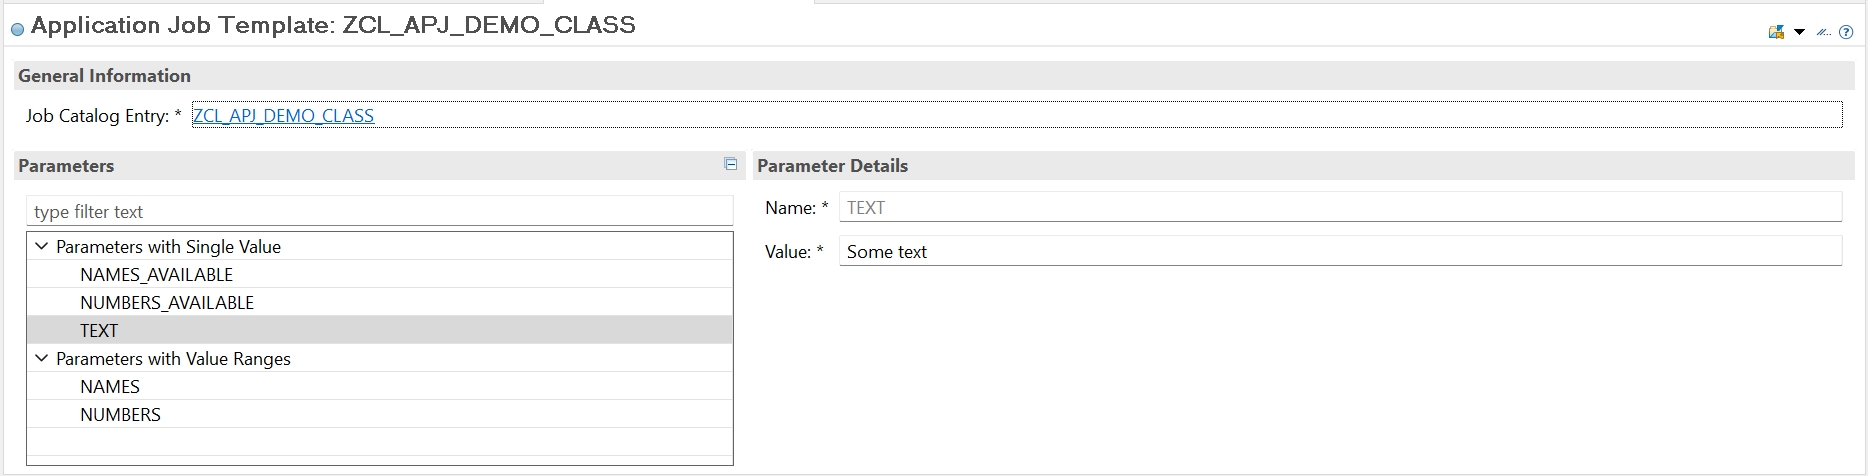 Application Job Template: ZCL_APJ_DEMO_CLASS
General Information
Job Catalog Entry: * ZCL_APJ_DEMO_CLASS
Parameters
type filter text
Parameters with Single Value
NAMES_AVAILABLE
NUMBERS_AVAILABLE
TEXT
Parameters with Value Ranges
NAMES
NUMBERS
Parameter Details
Name: * TEXT
Value: * Some text